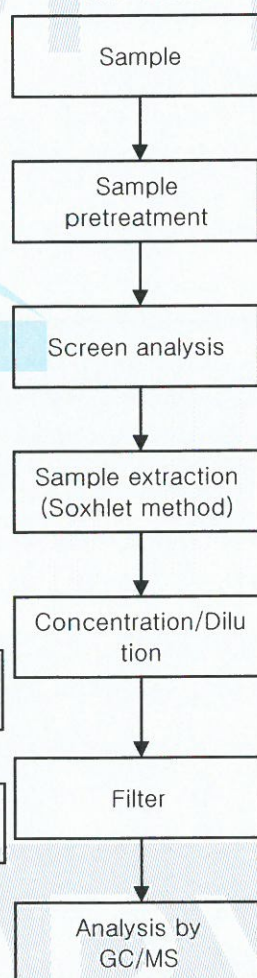 Sample
Sample
pretreatment
Screen analysis
Sample extraction
(Soxhlet method)
Concentration/Dilu
tion
Filter
Analysis by
GC/MS